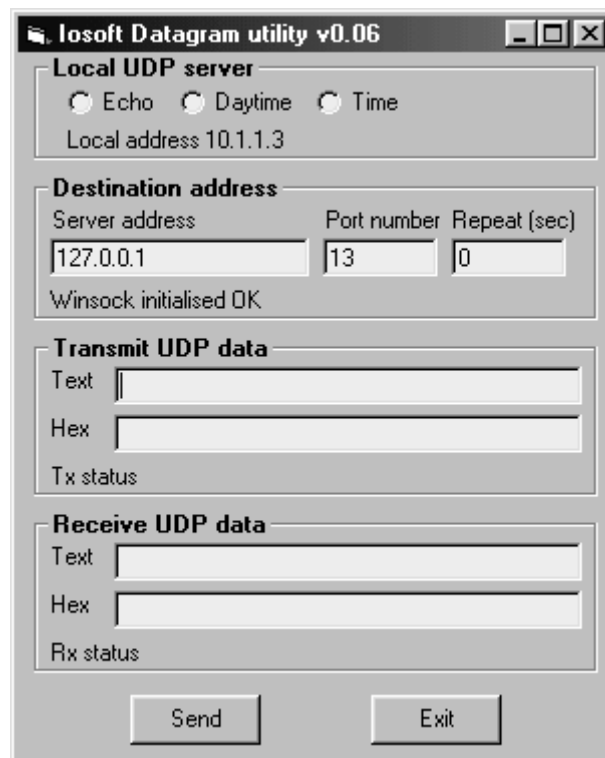 Iosoft Datagram utility v0.06
Local UDP server
Echo Daytime Time
Local address 10.1.1.3
Destination address
Server address Port number Repeat (sec)
127.0.0.1 13 0
Winsock initialised OK
Transmit UDP data
Text
Hex
Tx status
Receive UDP data
Text
Hex
Rx status
Send Exit